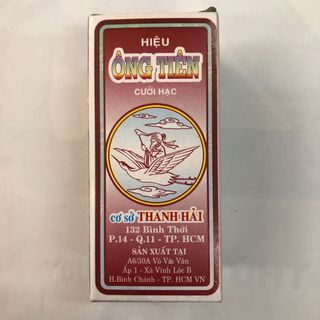 HIỆU
ÔNG TIÊN
CƯỠI HẠC
CƠ SỞ THANH HẢI
132 Bình Thới
P.14 - Q.11 - TP. HCM
SẢN XUẤT TẠI
A6/30A Võ Văn Vân
Ấp 1 - Xã Vĩnh Lộc B
H.Bình Chánh - TP. HCM VN